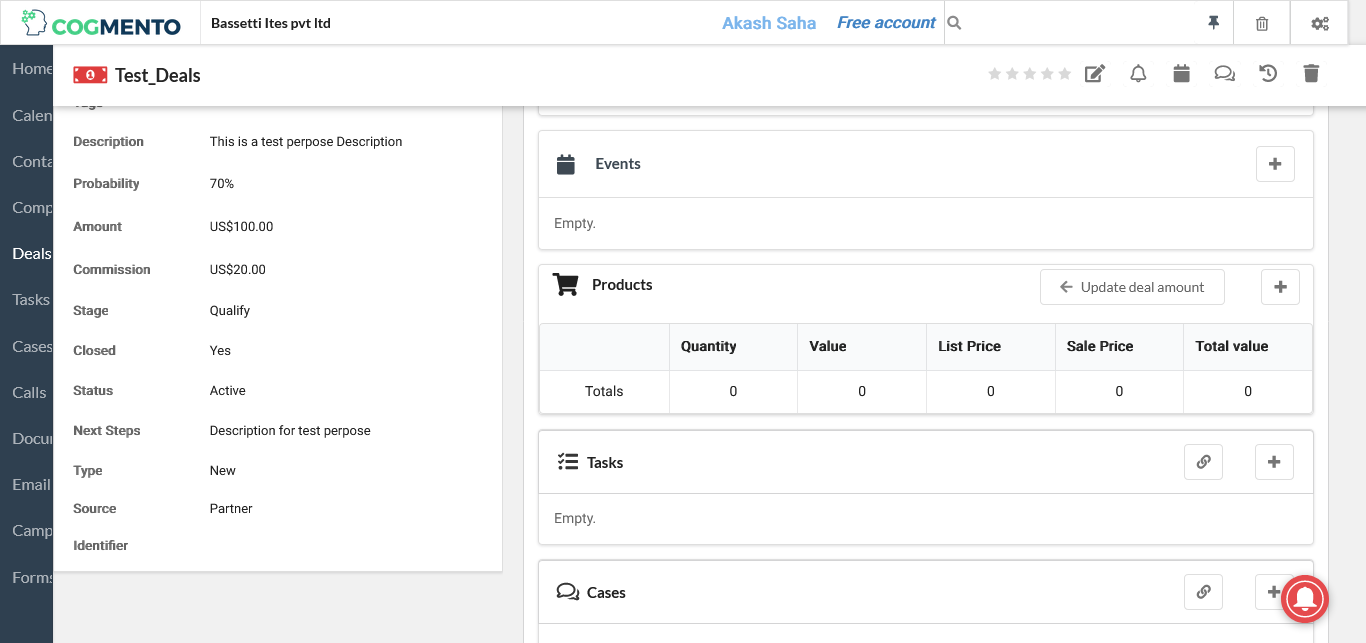 COGMENTO
Bassetti Ites pvt ltd
Akash Saha
Free account
Home
Calen
Conta
Comp
Deals
Tasks
Cases
Calls
Docu
Email
Camp
Forms
Test_Deals
Tags
Description This is a test perpose Description
Probability 70%
Amount US$100.00
Commission US$20.00
Stage Qualify
Closed Yes
Status Active
Next Steps Description for test perpose
Type New
Source Partner
Identifier
Events
Empty.
Products
Update deal amount
Quantity Value List Price Sale Price Total value
Totals 0 0 0 0 0
Tasks
Empty.
Cases